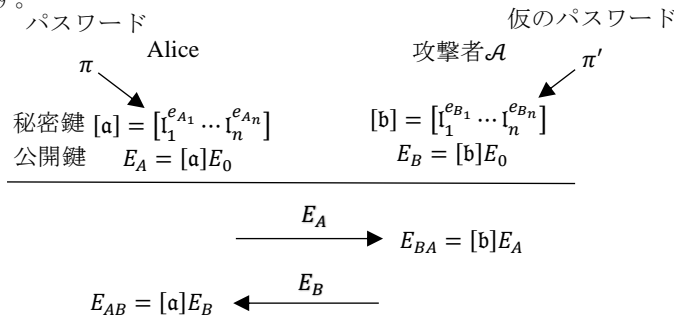 す。
パスワード 仮のパスワード
π Alice 攻撃者𝒜 π′
秘密鍵 [𝔞] = [𝔩₁^{e_{A₁}} ⋯ 𝔩ₙ^{e_{Aₙ}}] [𝔟] = [𝔩₁^{e_{B₁}} ⋯ 𝔩ₙ^{e_{Bₙ}}]
公開鍵 E_A = [𝔞]E₀ E_B = [𝔟]E₀
E_A
E_{BA} = [𝔟]E_A
E_B
E_{AB} = [𝔞]E_B